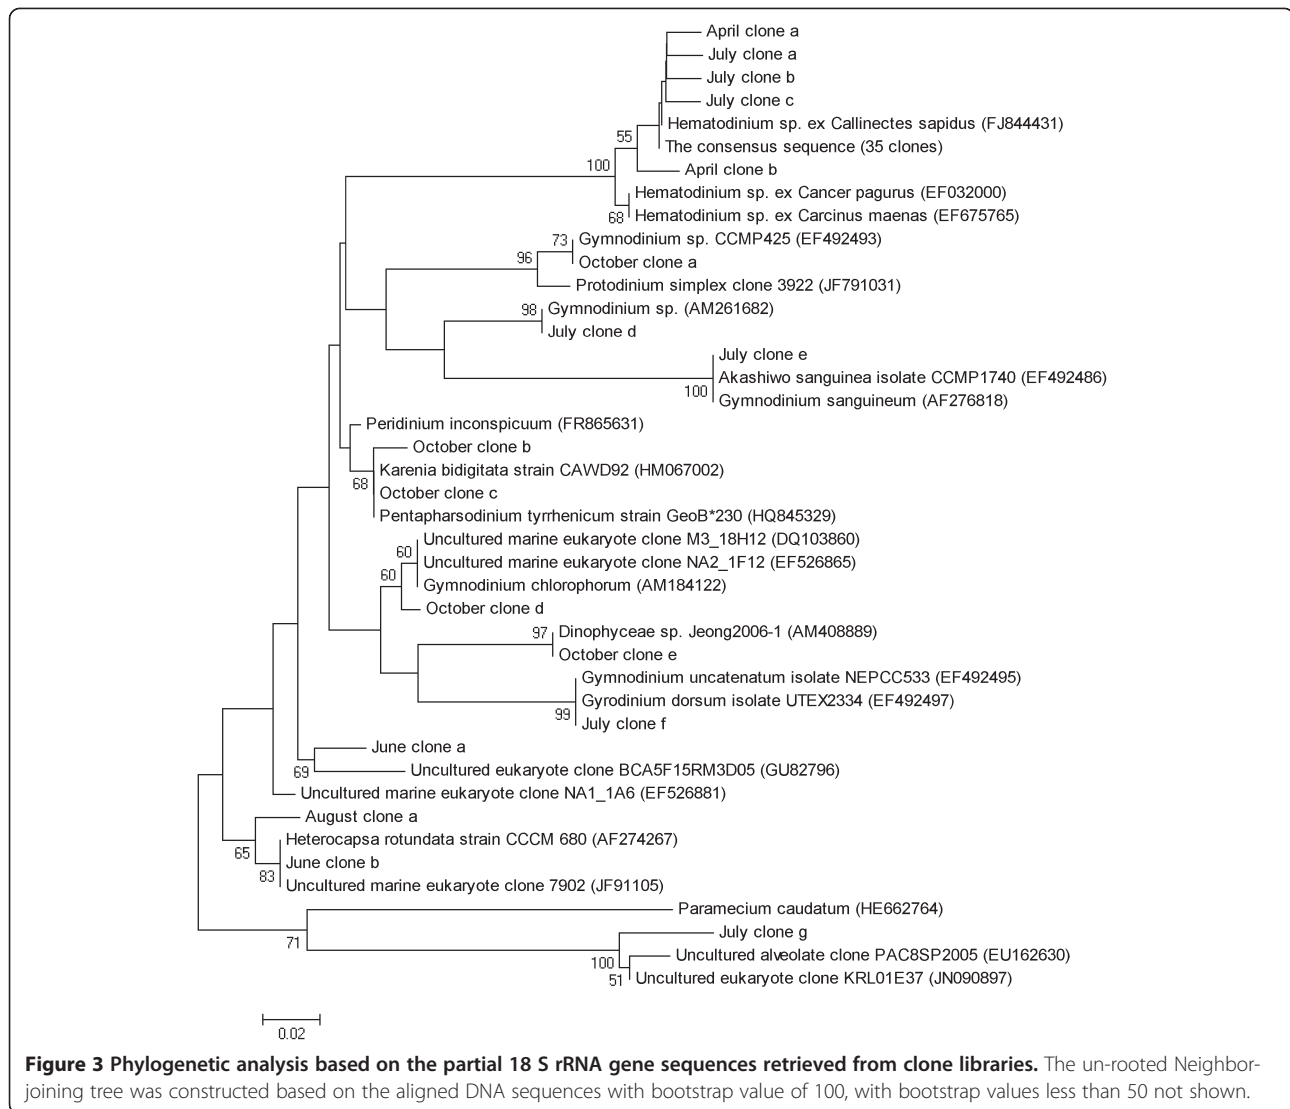 April clone a
July clone a
July clone b
July clone c
Hematodinium sp. ex Callinectes sapidus (FJ844431)
55
The consensus sequence (35 clones)
100
April clone b
Hematodinium sp. ex Cancer pagurus (EF032000)
68
Hematodinium sp. ex Carcinus maenas (EF675765)
73
Gymnodinium sp. CCMP425 (EF492493)
96
October clone a
Protodinium simplex clone 3922 (JF791031)
98
Gymnodinium sp. (AM261682)
July clone d
July clone e
Akashiwo sanguinea isolate CCMP1740 (EF492486)
100
Gymnodinium sanguineum (AF276818)
Peridinium inconspicuum (FR865631)
October clone b
Karenia bidigitata strain CAWD92 (HM067002)
68
October clone c
Pentapharsodinium tyrrhenicum strain GeoB*230 (HQ845329)
Uncultured marine eukaryote clone M3_18H12 (DQ103860)
60
Uncultured marine eukaryote clone NA2_1F12 (EF526865)
60
Gymnodinium chlorophorum (AM184122)
October clone d
97
Dinophyceae sp. Jeong2006-1 (AM408889)
October clone e
Gymnodinium uncatenatum isolate NEPCC533 (EF492495)
Gyrodinium dorsum isolate UTEX2334 (EF492497)
99
July clone f
June clone a
69
Uncultured eukaryote clone BCA5F15RM3D05 (GU82796)
Uncultured marine eukaryote clone NA1_1A6 (EF526881)
August clone a
Heterocapsa rotundata strain CCCM 680 (AF274267)
65
June clone b
83
Uncultured marine eukaryote clone 7902 (JF91105)
Paramecium caudatum (HE662764)
71
July clone g
Uncultured alveolate clone PAC8SP2005 (EU162630)
100
51
Uncultured eukaryote clone KRL01E37 (JN090897)
0.02
Figure 3 Phylogenetic analysis based on the partial 18 S rRNA gene sequences retrieved from clone libraries. The un-rooted Neighbor-
joining tree was constructed based on the aligned DNA sequences with bootstrap value of 100, with bootstrap values less than 50 not shown.